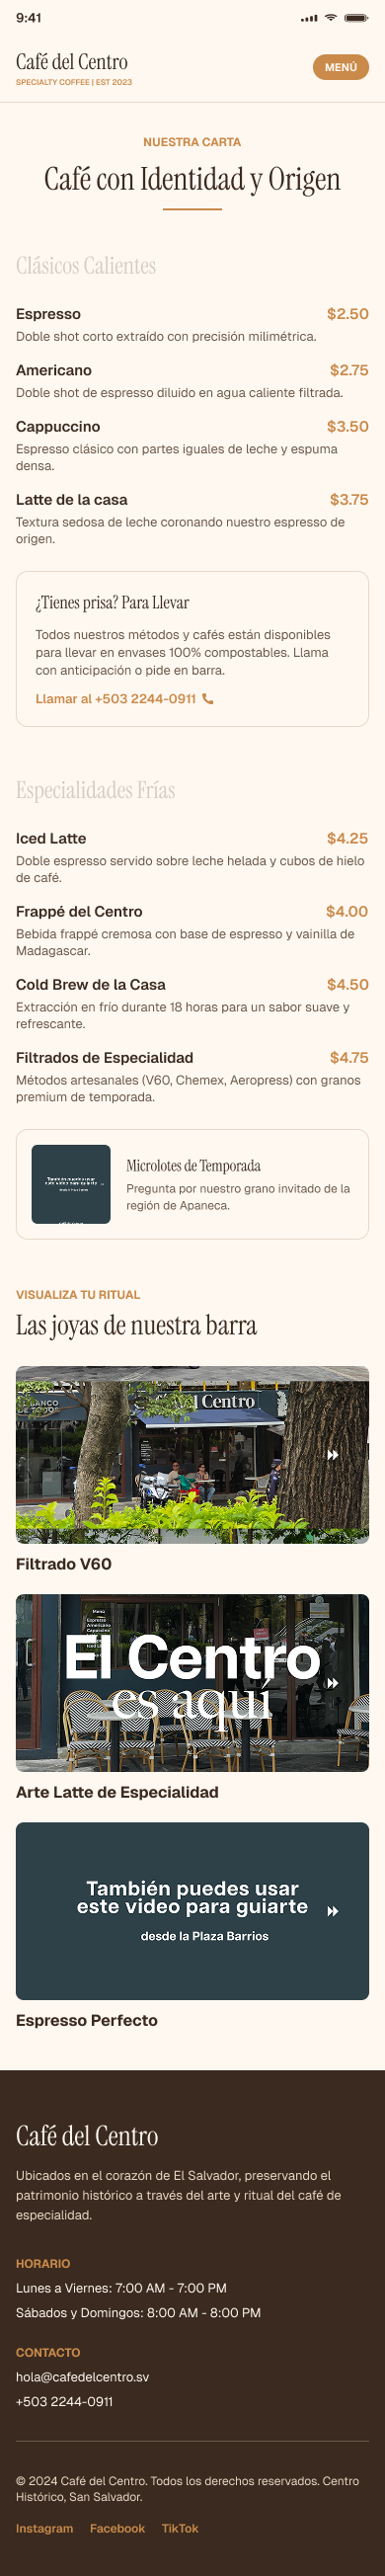 9:41
Café del Centro
SPECIALTY COFFEE | EST 2023
MENÚ
NUESTRA CARTA
Café con Identidad y Origen
Clásicos Calientes
Espresso $2.50
Doble shot corto extraído con precisión milimétrica.
Americano $2.75
Doble shot de espresso diluido en agua caliente filtrada.
Cappuccino $3.50
Espresso clásico con partes iguales de leche y espuma
densa.
Latte de la casa $3.75
Textura sedosa de leche coronando nuestro espresso de
origen.
¿Tienes prisa? Para Llevar
Todos nuestros métodos y cafés están disponibles
para llevar en envases 100% compostables. Llama
con anticipación o pide en barra.
Llamar al +503 2244-0911
Especialidades Frías
Iced Latte $4.25
Doble espresso servido sobre leche helada y cubos de hielo
de café.
Frappé del Centro $4.00
Bebida frappé cremosa con base de espresso y vainilla de
Madagascar.
Cold Brew de la Casa $4.50
Extracción en frío durante 18 horas para un sabor suave y
refrescante.
Filtrados de Especialidad $4.75
Métodos artesanales (V60, Chemex, Aeropress) con granos
premium de temporada.
También puedes usar
este video para guiarte
Microlotes de Temporada
Pregunta por nuestro grano invitado de la
región de Apaneca.
VISUALIZA TU RITUAL
Las joyas de nuestra barra
l Centro
Filtrado V60
El Centro
es aquí
Arte Latte de Especialidad
También puedes usar
este video para guiarte
desde la Plaza Barrios
Espresso Perfecto
Café del Centro
Ubicados en el corazón de El Salvador, preservando el
patrimonio histórico a través del arte y ritual del café de
especialidad.
HORARIO
Lunes a Viernes: 7:00 AM - 7:00 PM
Sábados y Domingos: 8:00 AM - 8:00 PM
CONTACTO
hola@cafedelcentro.sv
+503 2244-0911
© 2024 Café del Centro. Todos los derechos reservados. Centro
Histórico, San Salvador.
Instagram Facebook TikTok